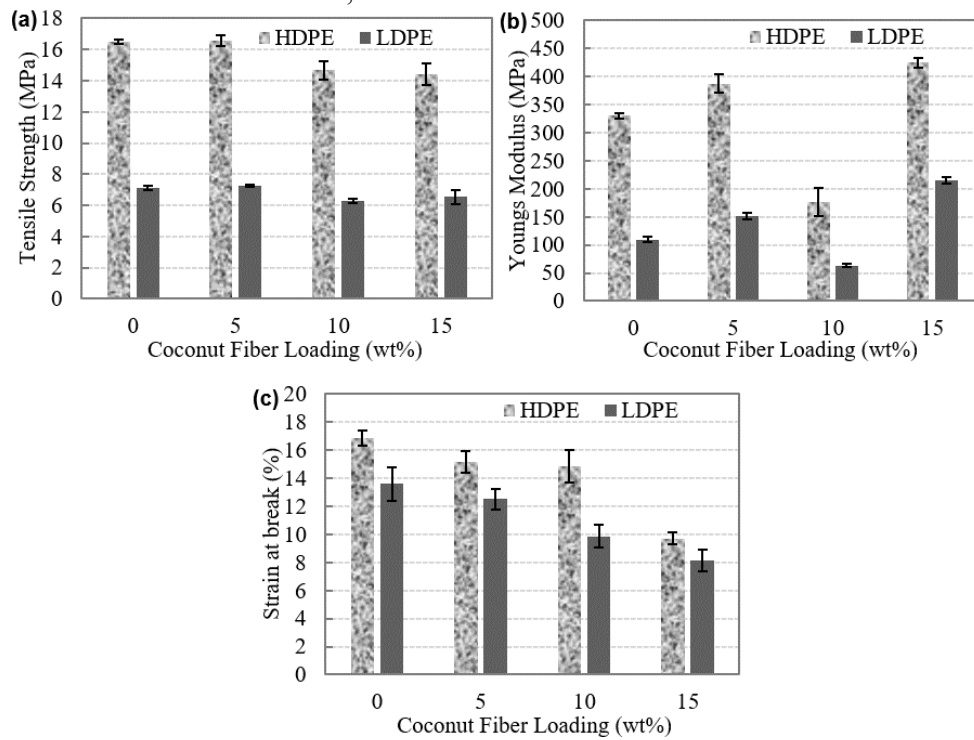 (a)
18
16
14
12
10
8
6
4
2
0
Tensile Strength (MPa)
HDPE LDPE
0 5 10 15
Coconut Fiber Loading (wt%)
(b)
500
450
400
350
300
250
200
150
100
50
0
Youngs Modulus (MPa)
HDPE LDPE
0 5 10 15
Coconut Fiber Loading (wt%)
(c)
20
18
16
14
12
10
8
6
4
2
0
Strain at break (%)
HDPE LDPE
0 5 10 15
Coconut Fiber Loading (wt%)